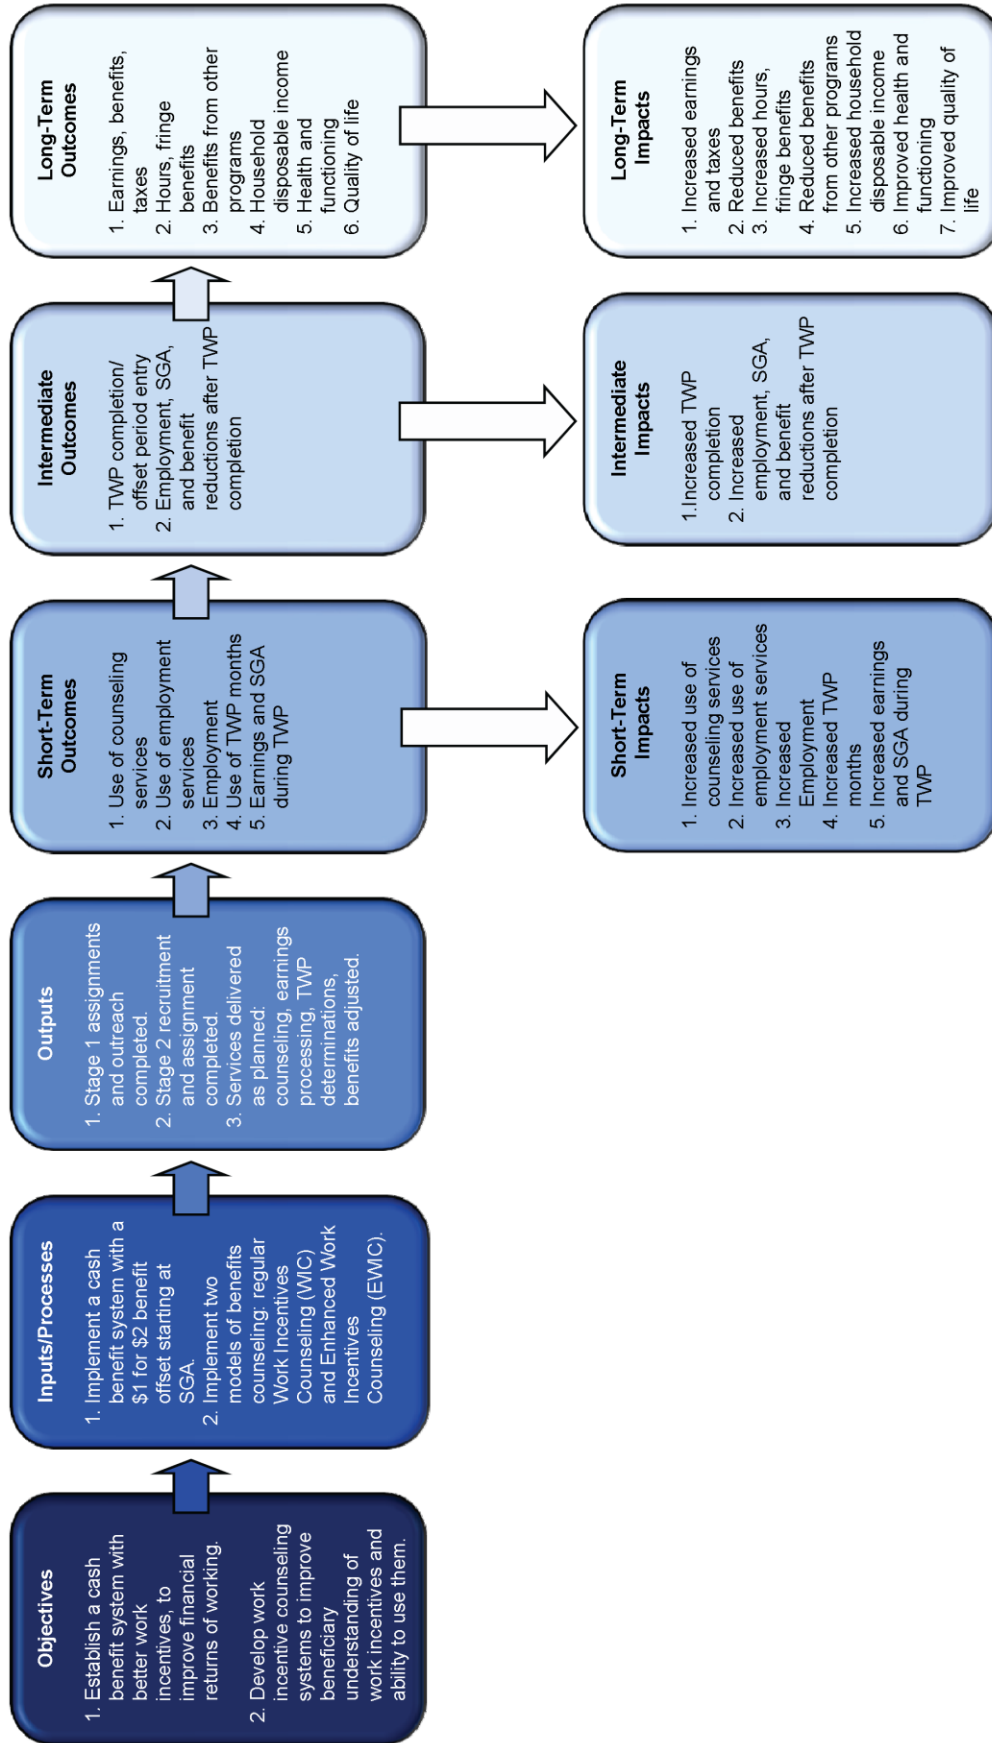 Objectives
1. Establish a cash
benefit system with
better work
incentives, to
improve financial
returns of working.
2. Develop work
incentive counseling
systems to improve
beneficiary
understanding of
work incentives and
ability to use them.
Inputs/Processes
1. Implement a cash
benefit system with a
$1 for $2 benefit
offset starting at
SGA.
2. Implement two
models of benefits
counseling: regular
Work Incentives
Counseling (WIC)
and Enhanced Work
Incentives
Counseling (EWIC).
Outputs
1. Stage 1 assignments
and outreach
completed.
2. Stage 2 recruitment
and assignment
completed.
3. Services delivered
as planned:
counseling, earnings
processing, TWP
determinations,
benefits adjusted.
Short-Term
Outcomes
1. Use of counseling
services
2. Use of employment
services
3. Employment
4. Use of TWP months
5. Earnings and SGA
during TWP
Intermediate
Outcomes
1. TWP completion/
offset period entry
2. Employment, SGA,
and benefit
reductions after TWP
completion
Long-Term
Outcomes
1. Earnings, benefits,
taxes
2. Hours, fringe
benefits
3. Benefits from other
programs
4. Household
disposable income
5. Health and
functioning
6. Quality of life
Short-Term
Impacts
1. Increased use of
counseling services
2. Increased use of
employment services
3. Increased
Employment
4. Increased TWP
months
5. Increased earnings
and SGA during
TWP
Intermediate
Impacts
1.Increased TWP
completion
2. Increased
employment, SGA,
and benefit
reductions after TWP
completion
Long-Term
Impacts
1. Increased earnings
and taxes
2. Reduced benefits
3. Increased hours,
fringe benefits
4. Reduced benefits
from other programs
5. Increased household
disposable income
6. Improved health and
functioning
7. Improved quality of
life